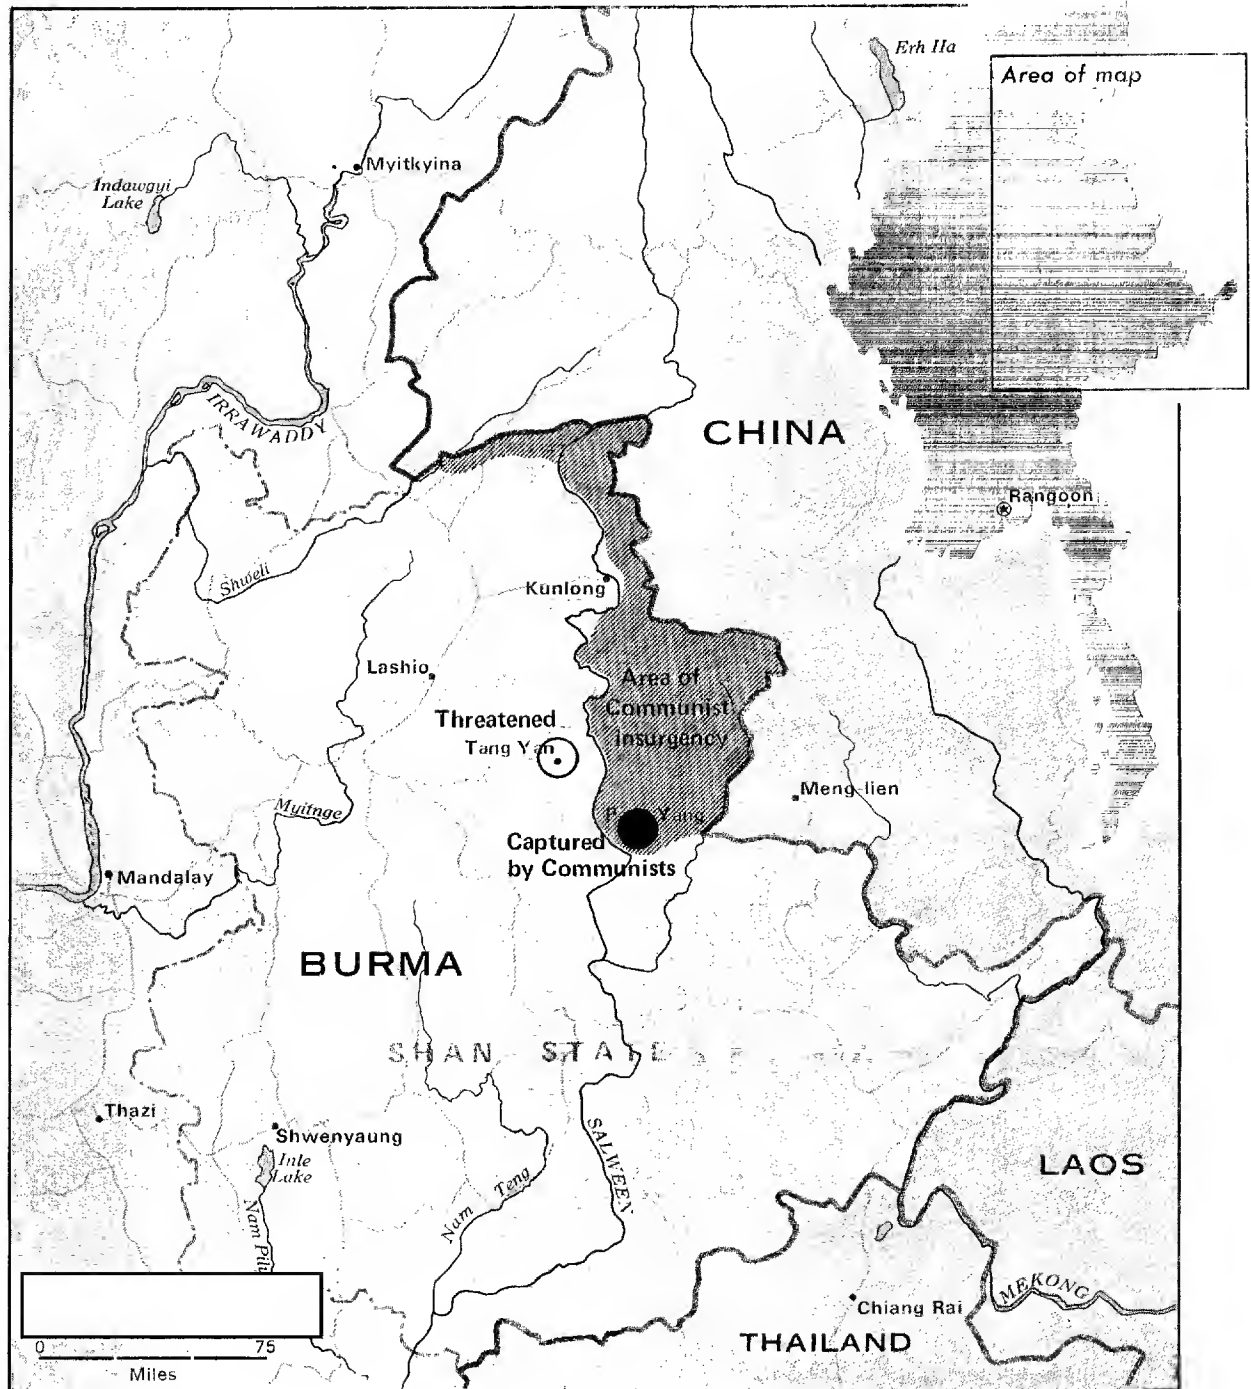 Erh Ha
Area of map
Myitkyina
Indawgyi
Lake
IRRAWADDY
CHINA
Rangoon
Shweli
Kunlong
Lashio
Area of
Communist
insurgency
Threatened
Tang Yan
Meng-lien
Myitnge
Yang
Captured
by Communists
Mandalay
BURMA
SHAN STATE
Thazi
Shwenyaung
Inle
Lake
Nam Teng
SALWEEN
LAOS
Nam Pilu
MEKONG
Chiang Rai
THAILAND
0 75
Miles